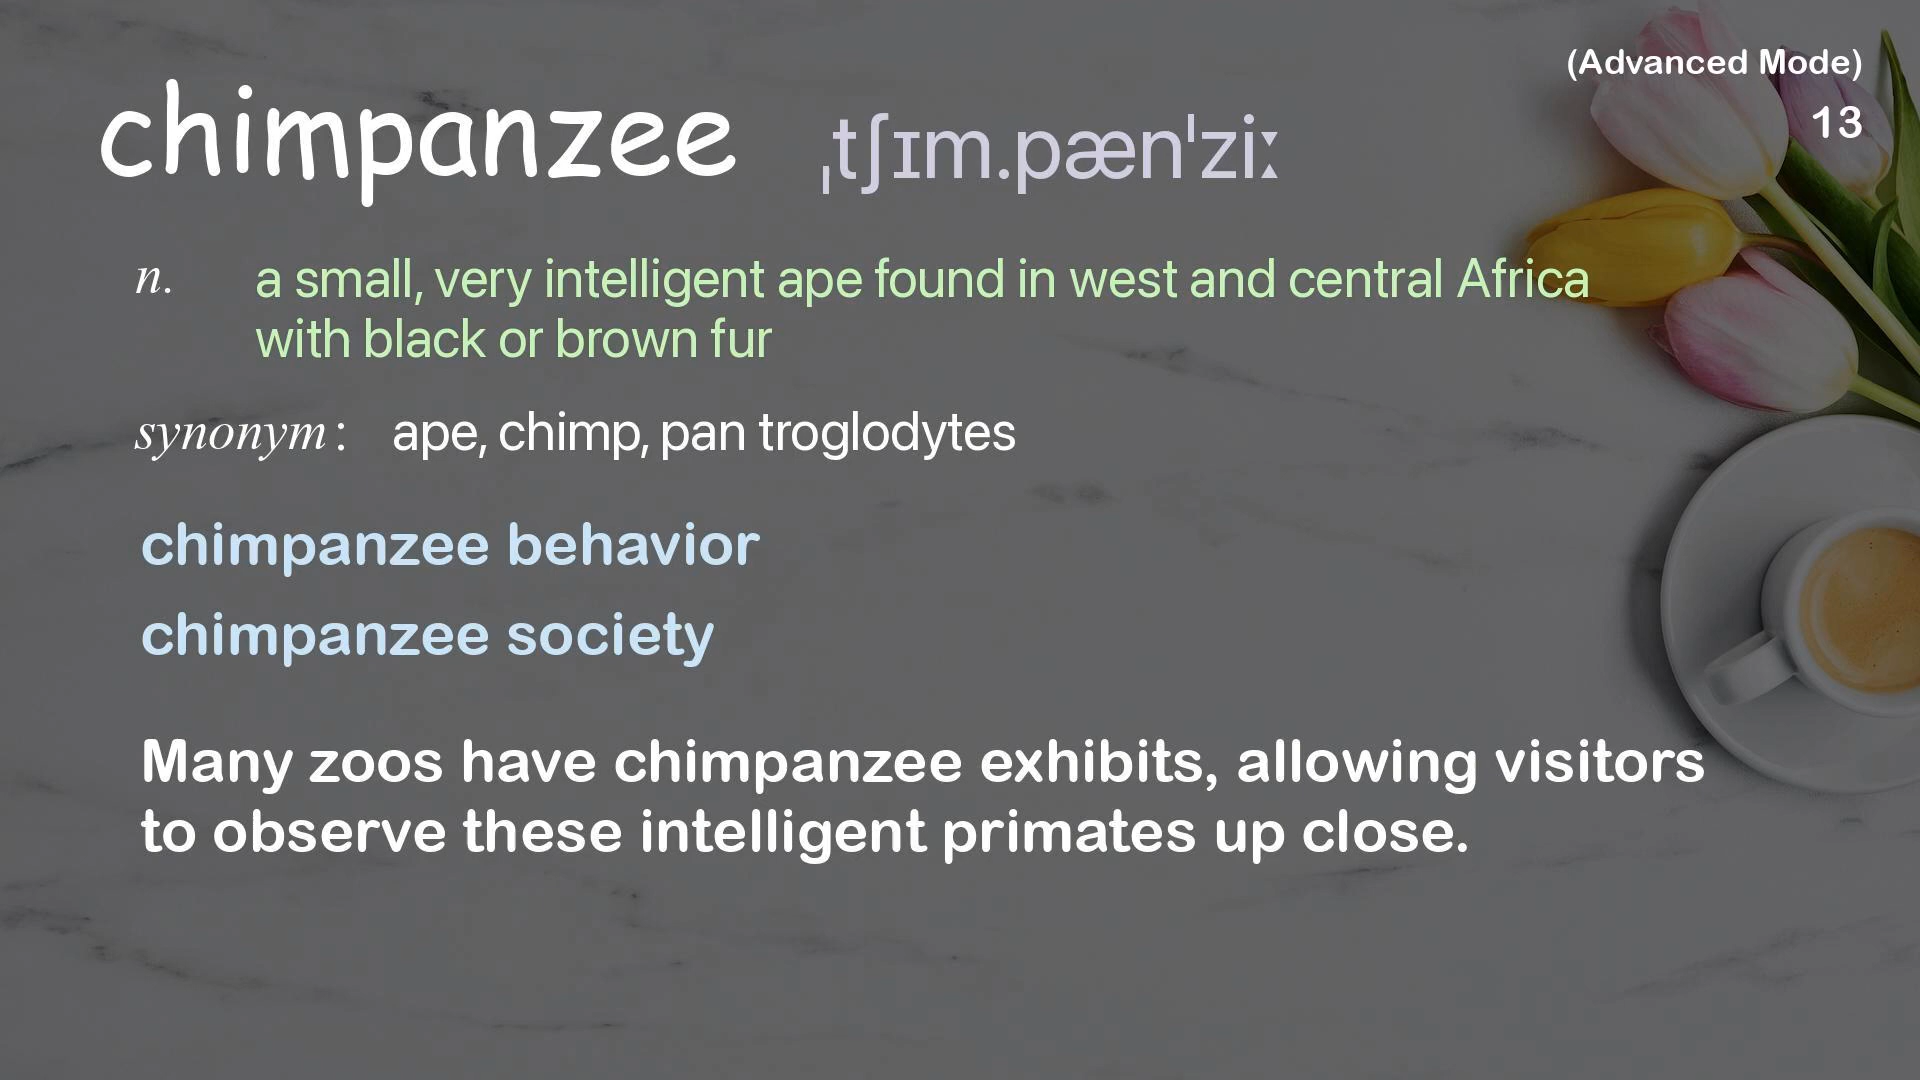 (Advanced Mode)
13
chimpanzee ˌtʃɪm.pænˈziː
n. a small, very intelligent ape found in west and central Africa
with black or brown fur
synonym: ape, chimp, pan troglodytes
chimpanzee behavior
chimpanzee society
Many zoos have chimpanzee exhibits, allowing visitors
to observe these intelligent primates up close.